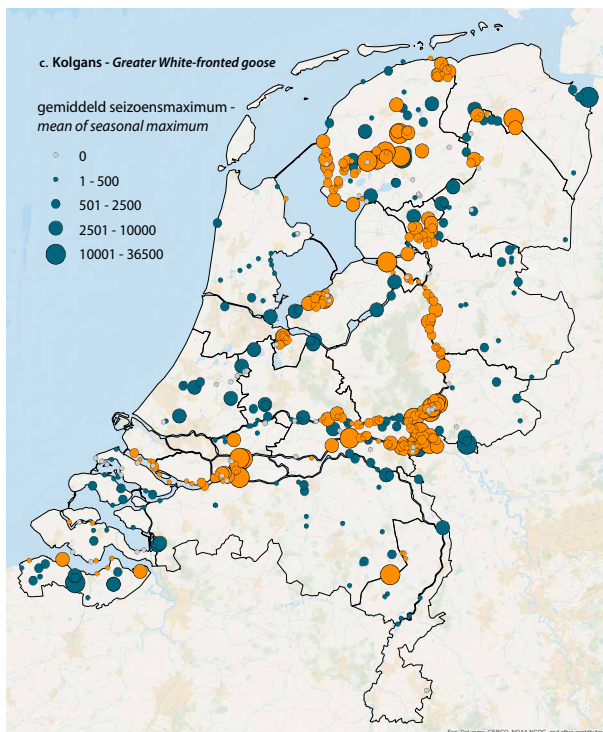 c. Kolgans - Greater White-fronted goose
gemiddeld seizoensmaximum -
mean of seasonal maximum
0
1 - 500
501 - 2500
2501 - 10000
10001 - 36500